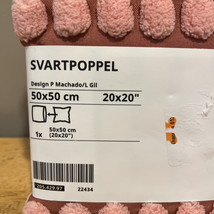 SVARTPOPPEL
Design P Machado/L Gil
50x50 cm 20x20"
1x 50x50 cm
(20x20")
22434